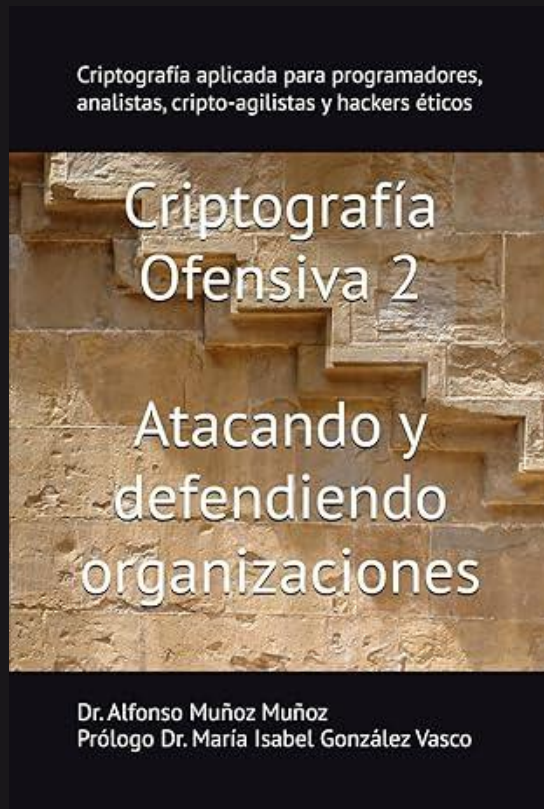 Criptografía aplicada para programadores,
analistas, cripto-agilistas y hackers éticos
Criptografía
Ofensiva 2
Atacando y
defendiendo
organizaciones
Dr. Alfonso Muñoz Muñoz
Prólogo Dr. María Isabel González Vasco